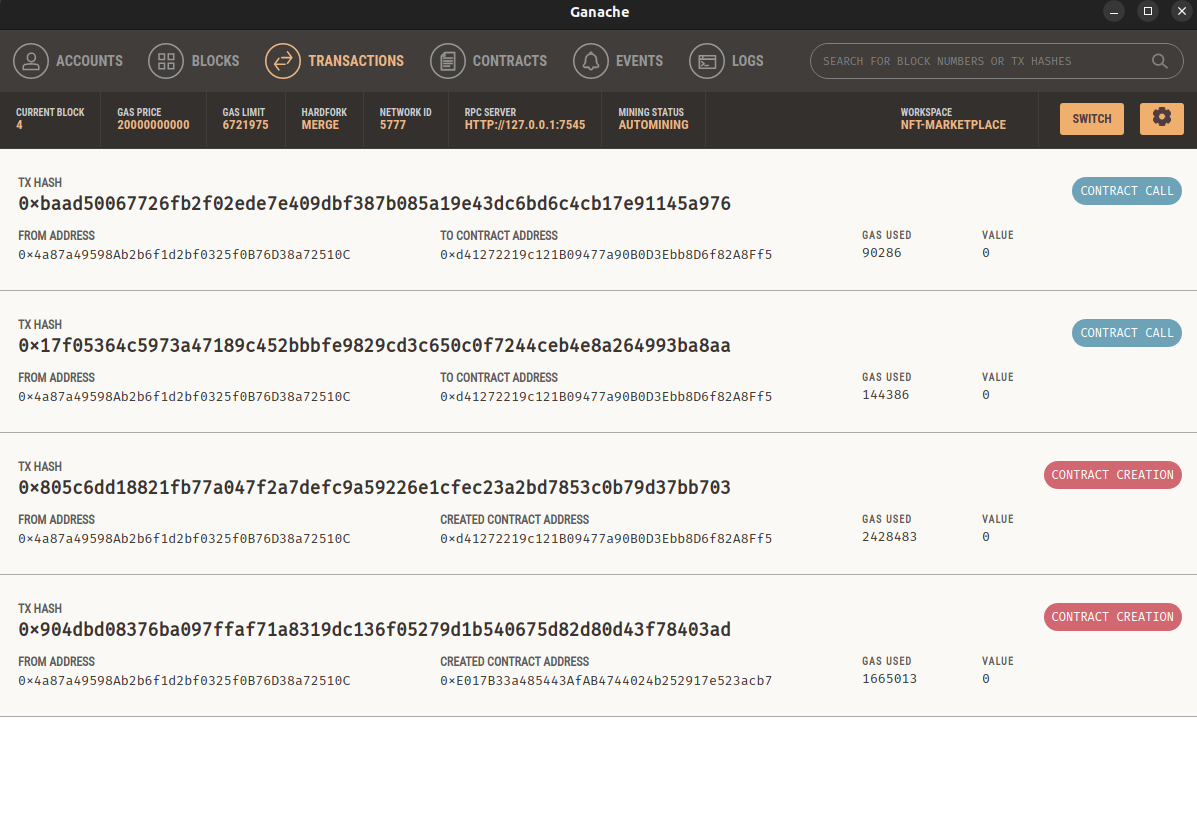 Ganache
ACCOUNTS BLOCKS TRANSACTIONS CONTRACTS EVENTS LOGS SEARCH FOR BLOCK NUMBERS OR TX HASHES
CURRENT BLOCK GAS PRICE GAS LIMIT HARDFORK NETWORK ID RPC SERVER MINING STATUS WORKSPACE
4 20000000000 6721975 MERGE 5777 HTTP://127.0.0.1:7545 AUTOMINING NFT-MARKETPLACE SWITCH
TX HASH
0×baad50067726fb2f02ede7e409dbf387b085a19e43dc6bd6c4cb17e91145a976 CONTRACT CALL
FROM ADDRESS TO CONTRACT ADDRESS GAS USED VALUE
0×4a87a49598Ab2b6f1d2bf0325f0B76D38a72510C 0×d41272219c121B09477a90B0D3Ebb8D6f82A8Ff5 90286 0
TX HASH
0×17f05364c5973a47189c452bbbfe9829cd3c650c0f7244ceb4e8a264993ba8aa CONTRACT CALL
FROM ADDRESS TO CONTRACT ADDRESS GAS USED VALUE
0×4a87a49598Ab2b6f1d2bf0325f0B76D38a72510C 0×d41272219c121B09477a90B0D3Ebb8D6f82A8Ff5 144386 0
TX HASH
0×805c6dd18821fb77a047f2a7defc9a59226e1cfec23a2bd7853c0b79d37bb703 CONTRACT CREATION
FROM ADDRESS CREATED CONTRACT ADDRESS GAS USED VALUE
0×4a87a49598Ab2b6f1d2bf0325f0B76D38a72510C 0×d41272219c121B09477a90B0D3Ebb8D6f82A8Ff5 2428483 0
TX HASH
0×904dbd08376ba097ffaf71a8319dc136f05279d1b540675d82d80d43f78403ad CONTRACT CREATION
FROM ADDRESS CREATED CONTRACT ADDRESS GAS USED VALUE
0×4a87a49598Ab2b6f1d2bf0325f0B76D38a72510C 0×E017B33a485443AfAB4744024b252917e523acb7 1665013 0